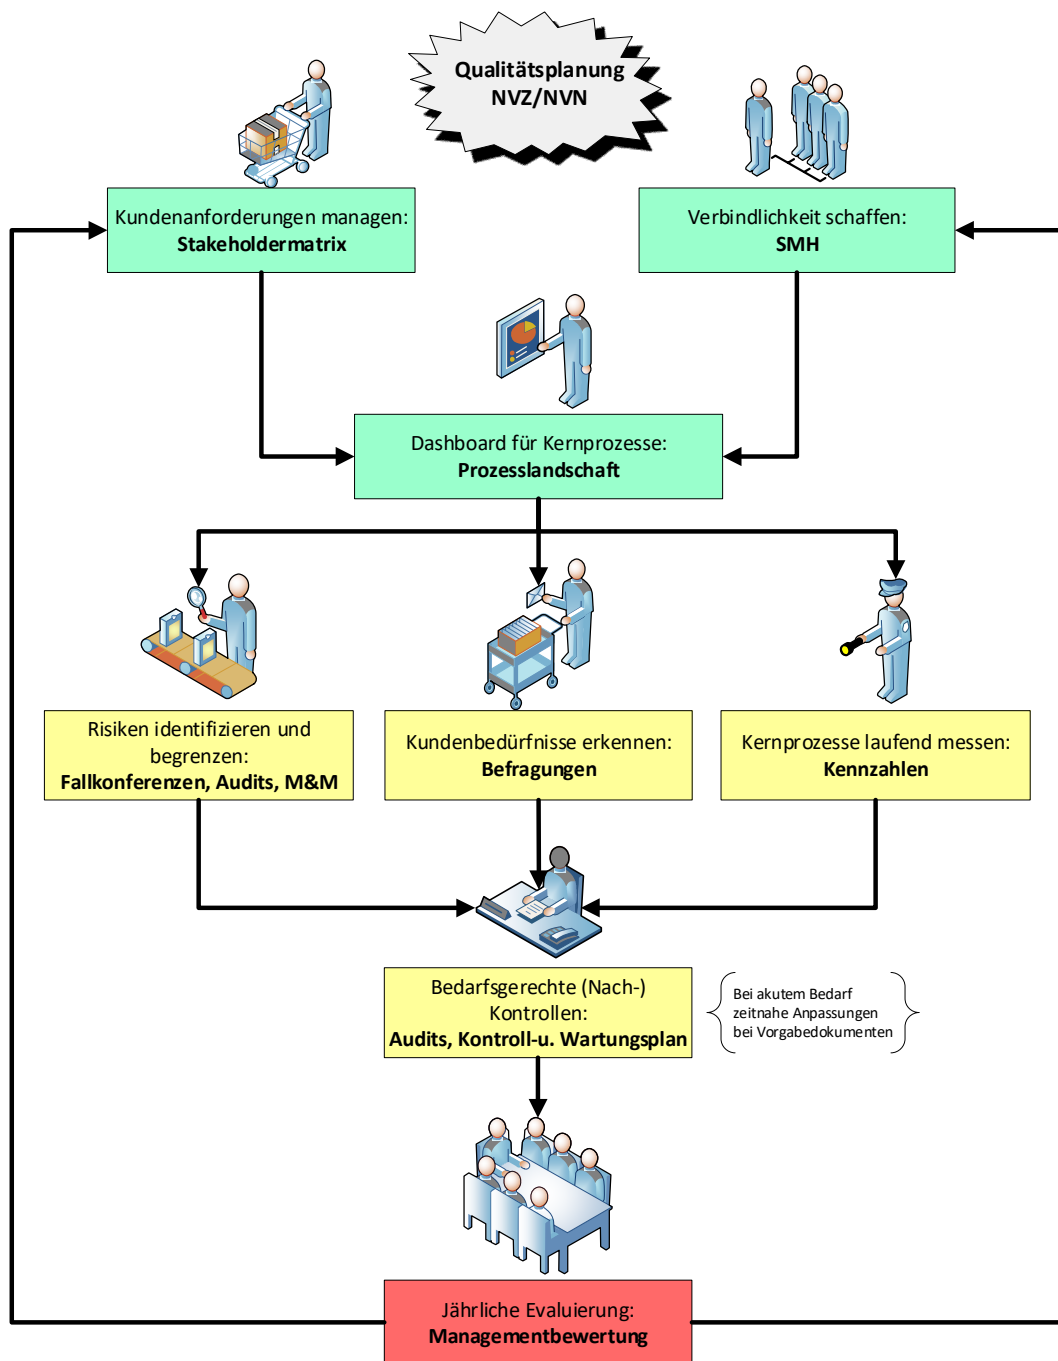 Qualitätsplanung
NVZ/NVN
Kundenanforderungen managen:
Stakeholdermatrix
Verbindlichkeit schaffen:
SMH
Dashboard für Kernprozesse:
Prozesslandschaft
Risiken identifizieren und
begrenzen:
Fallkonferenzen, Audits, M&M
Kundenbedürfnisse erkennen:
Befragungen
Kernprozesse laufend messen:
Kennzahlen
Bedarfsgerechte (Nach-)
Kontrollen:
Audits, Kontroll-u. Wartungsplan
Bei akutem Bedarf
zeitnahe Anpassungen
bei Vorgabedokumenten
Jährliche Evaluierung:
Managementbewertung